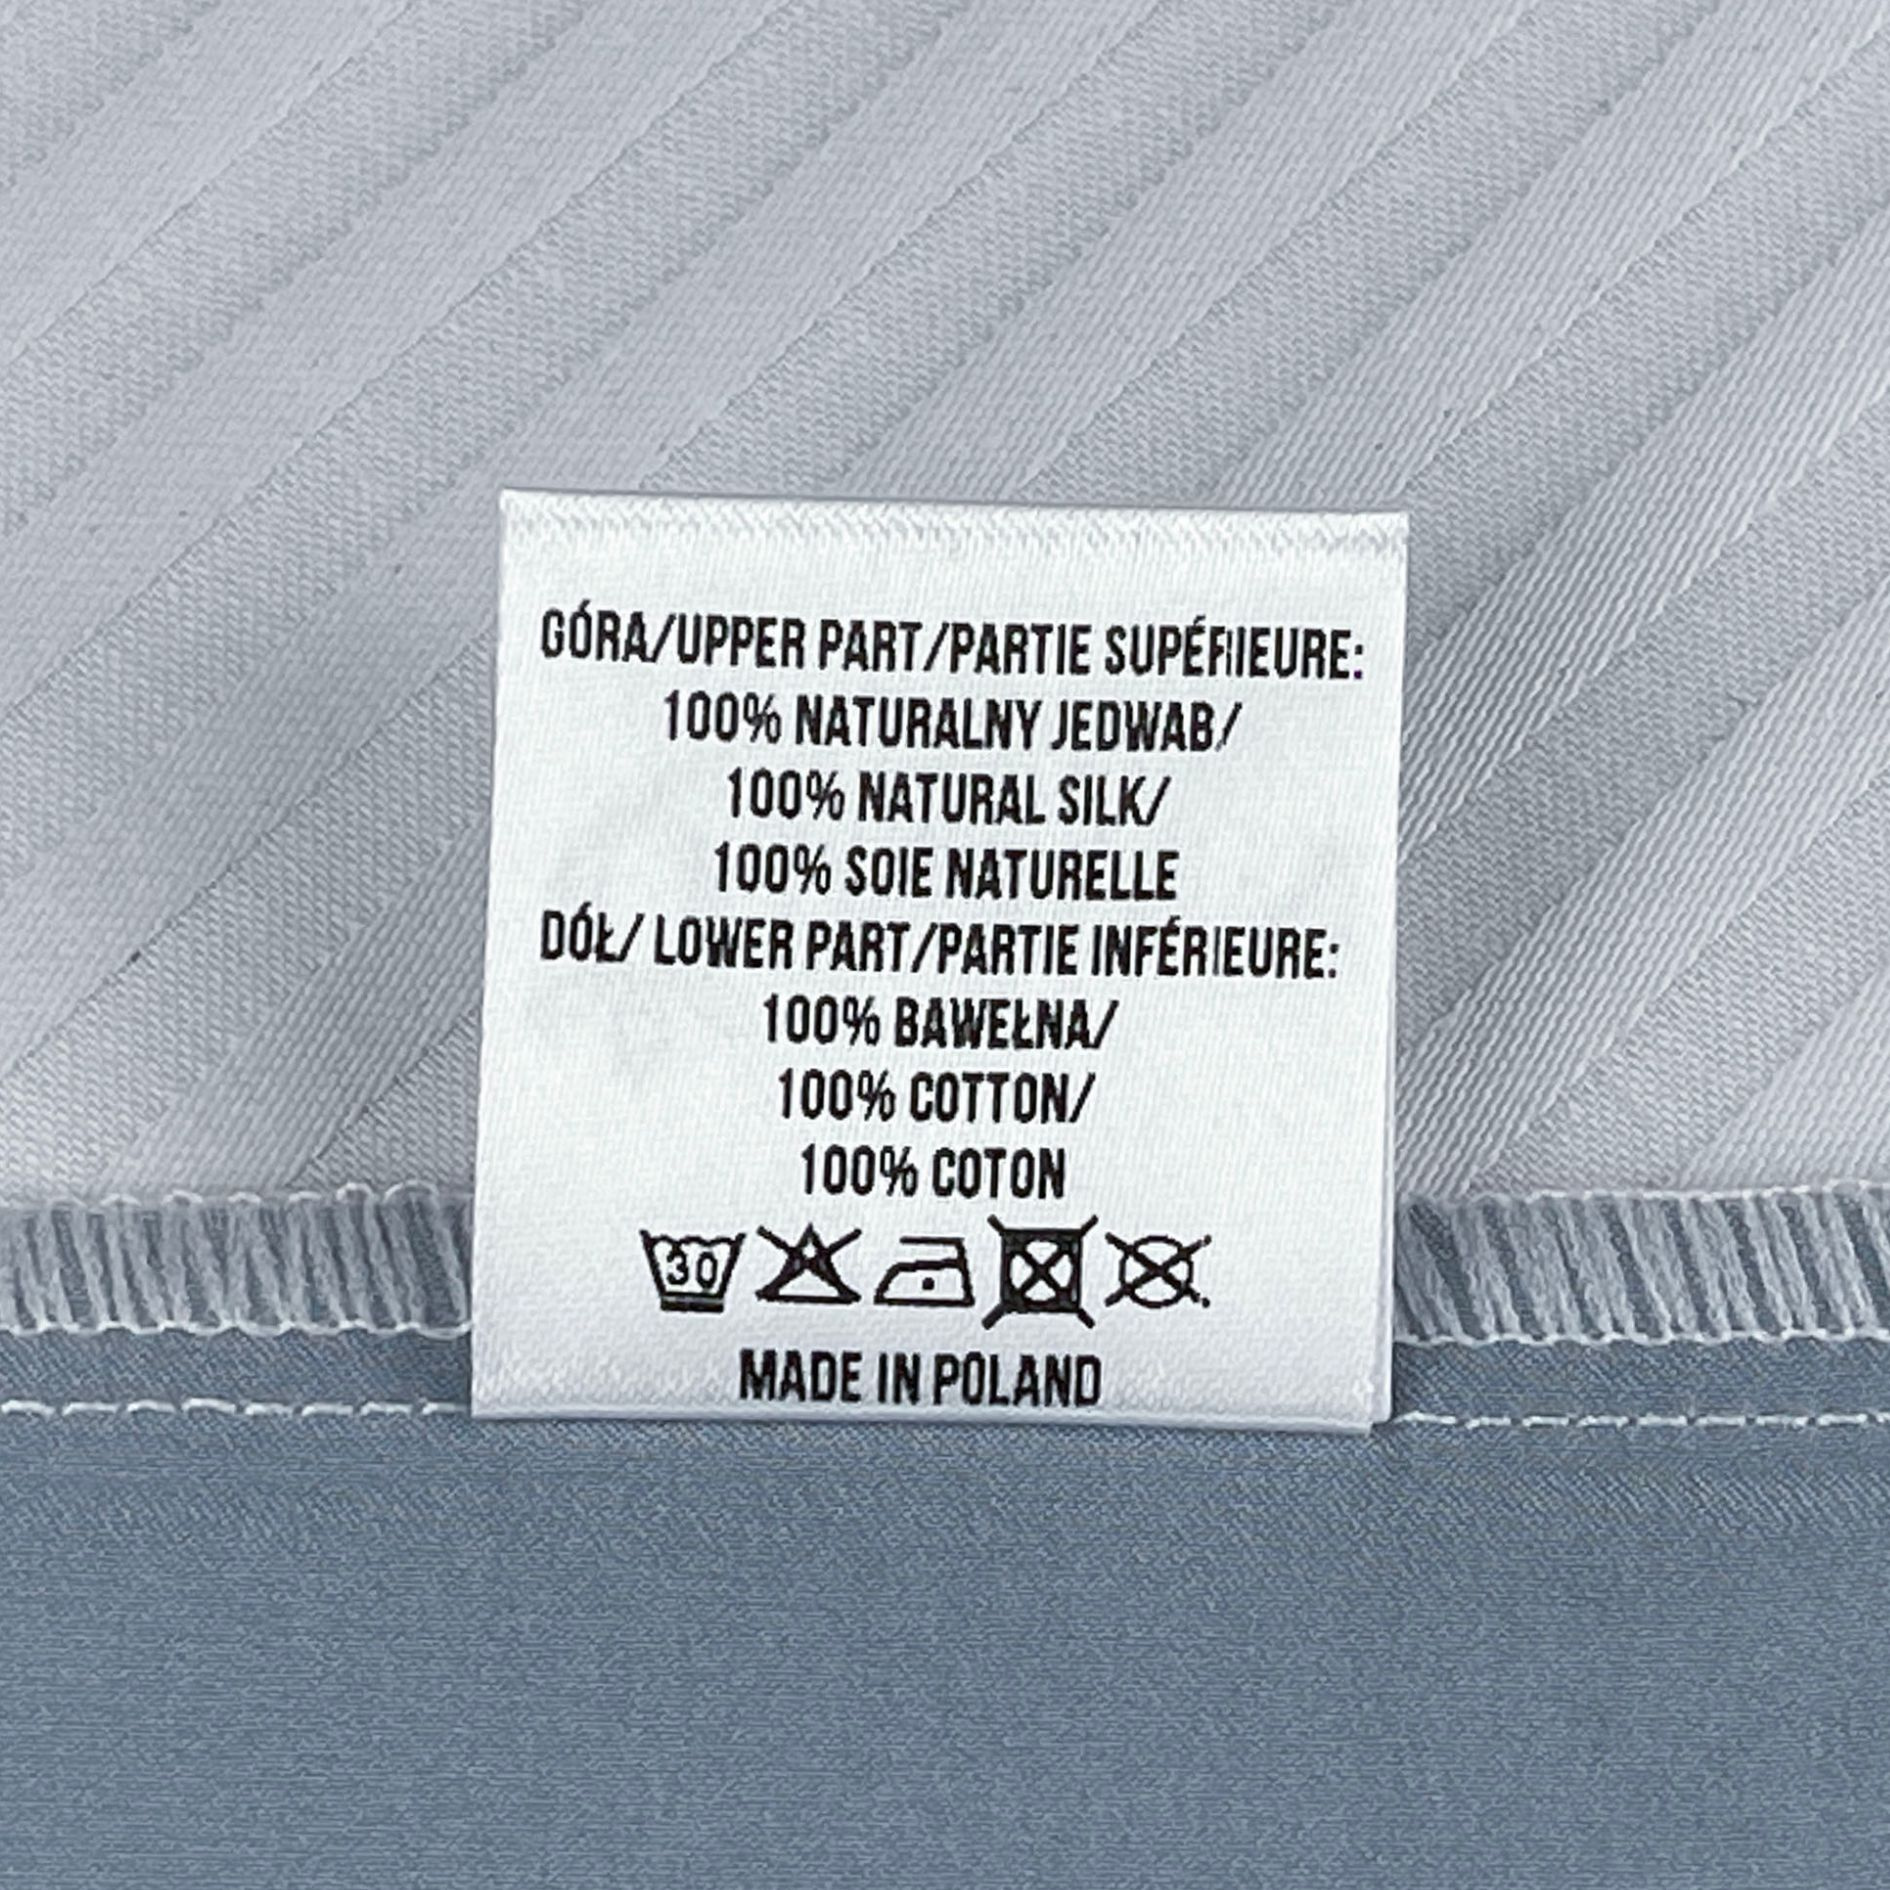 GÓRA/UPPER PART/PARTIE SUPÉRIEURE:
100% NATURALNY JEDWAB/
100% NATURAL SILK/
100% SOIE NATURELLE
DÓŁ/ LOWER PART/PARTIE INFÉRIEURE:
100% BAWEŁNA/
100% COTTON/
100% COTON
30
MADE IN POLAND